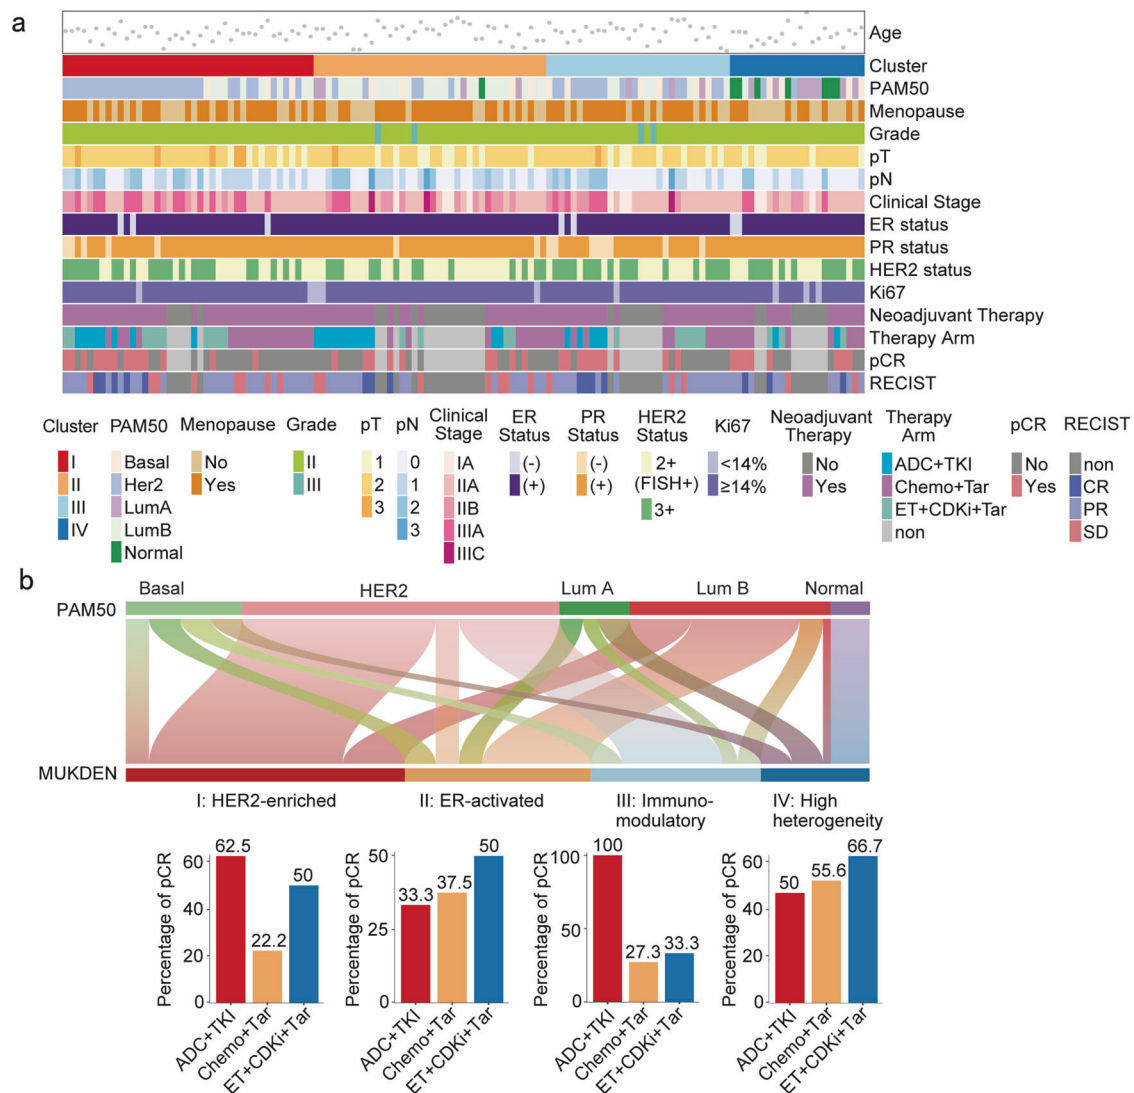 a
Age
Cluster
PAM50
Menopause
Grade
pT
pN
Clinical Stage
ER status
PR status
HER2 status
Ki67
Neoadjuvant Therapy
Therapy Arm
pCR
RECIST
Cluster
I
II
III
IV
PAM50
Basal
Her2
LumA
LumB
Normal
Menopause
No
Yes
Grade
II
III
pT
1
2
3
pN
0
1
2
3
Clinical
Stage
IA
IIA
IIB
IIIA
IIIC
ER
Status
(-)
(+)
PR
Status
(-)
(+)
HER2
Status
2+
(FISH+)
3+
Ki67
<14%
≥14%
Neoadjuvant
Therapy
No
Yes
Therapy
Arm
ADC+TKI
Chemo+Tar
ET+CDKi+Tar
non
pCR
No
Yes
RECIST
non
CR
PR
SD
b
Basal HER2 Lum A Lum B Normal
PAM50
MUKDEN
I: HER2-enriched
II: ER-activated
III: Immuno-
modulatory
IV: High
heterogeneity
Percentage of pCR
60
40
20
0
62.5
22.2
50
ADC+TKI
Chemo+Tar
ET+CDKi+Tar
Percentage of pCR
50
25
0
33.3
37.5
50
ADC+TKI
Chemo+Tar
ET+CDKi+Tar
Percentage of pCR
100
50
0
100
27.3
33.3
ADC+TKI
Chemo+Tar
ET+CDKi+Tar
Percentage of pCR
60
40
20
0
50
55.6
66.7
ADC+TKI
Chemo+Tar
ET+CDKi+Tar